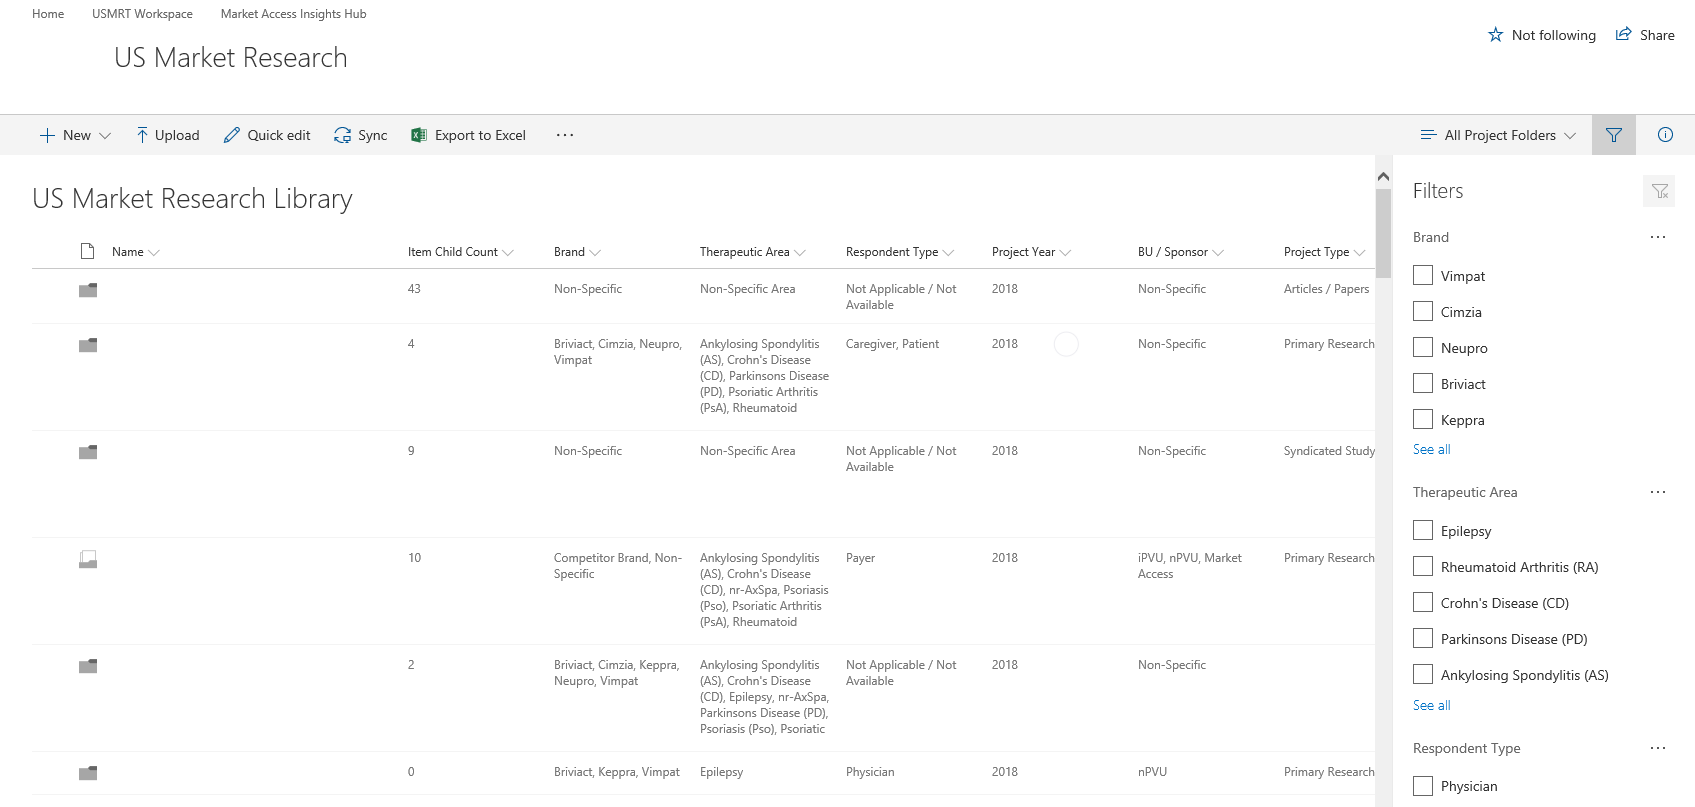 Home USMRT Workspace Market Access Insights Hub
US Market Research
Not following Share
New Upload Quick edit Sync Export to Excel ··· All Project Folders
US Market Research Library
Name Item Child Count Brand Therapeutic Area Respondent Type Project Year BU / Sponsor Project Type
43 Non-Specific Non-Specific Area Not Applicable / Not 2018 Non-Specific Articles / Papers
Available
4 Briviact, Cimzia, Neupro, Ankylosing Spondylitis Caregiver, Patient 2018 Non-Specific Primary Research
Vimpat (AS), Crohn's Disease
(CD), Parkinsons Disease
(PD), Psoriatic Arthritis
(PsA), Rheumatoid
9 Non-Specific Non-Specific Area Not Applicable / Not 2018 Non-Specific Syndicated Study
Available
10 Competitor Brand, Non- Ankylosing Spondylitis Payer 2018 iPVU, nPVU, Market Primary Research
Specific (AS), Crohn's Disease Access
(CD), nr-AxSpa, Psoriasis
(Pso), Psoriatic Arthritis
(PsA), Rheumatoid
2 Briviact, Cimzia, Keppra, Ankylosing Spondylitis Not Applicable / Not 2018 Non-Specific
Neupro, Vimpat (AS), Crohn's Disease Available
(CD), Epilepsy, nr-AxSpa,
Parkinsons Disease (PD),
Psoriasis (Pso), Psoriatic
0 Briviact, Keppra, Vimpat Epilepsy Physician 2018 nPVU Primary Research
Filters
Brand ···
Vimpat
Cimzia
Neupro
Briviact
Keppra
See all
Therapeutic Area ···
Epilepsy
Rheumatoid Arthritis (RA)
Crohn's Disease (CD)
Parkinsons Disease (PD)
Ankylosing Spondylitis (AS)
See all
Respondent Type ···
Physician